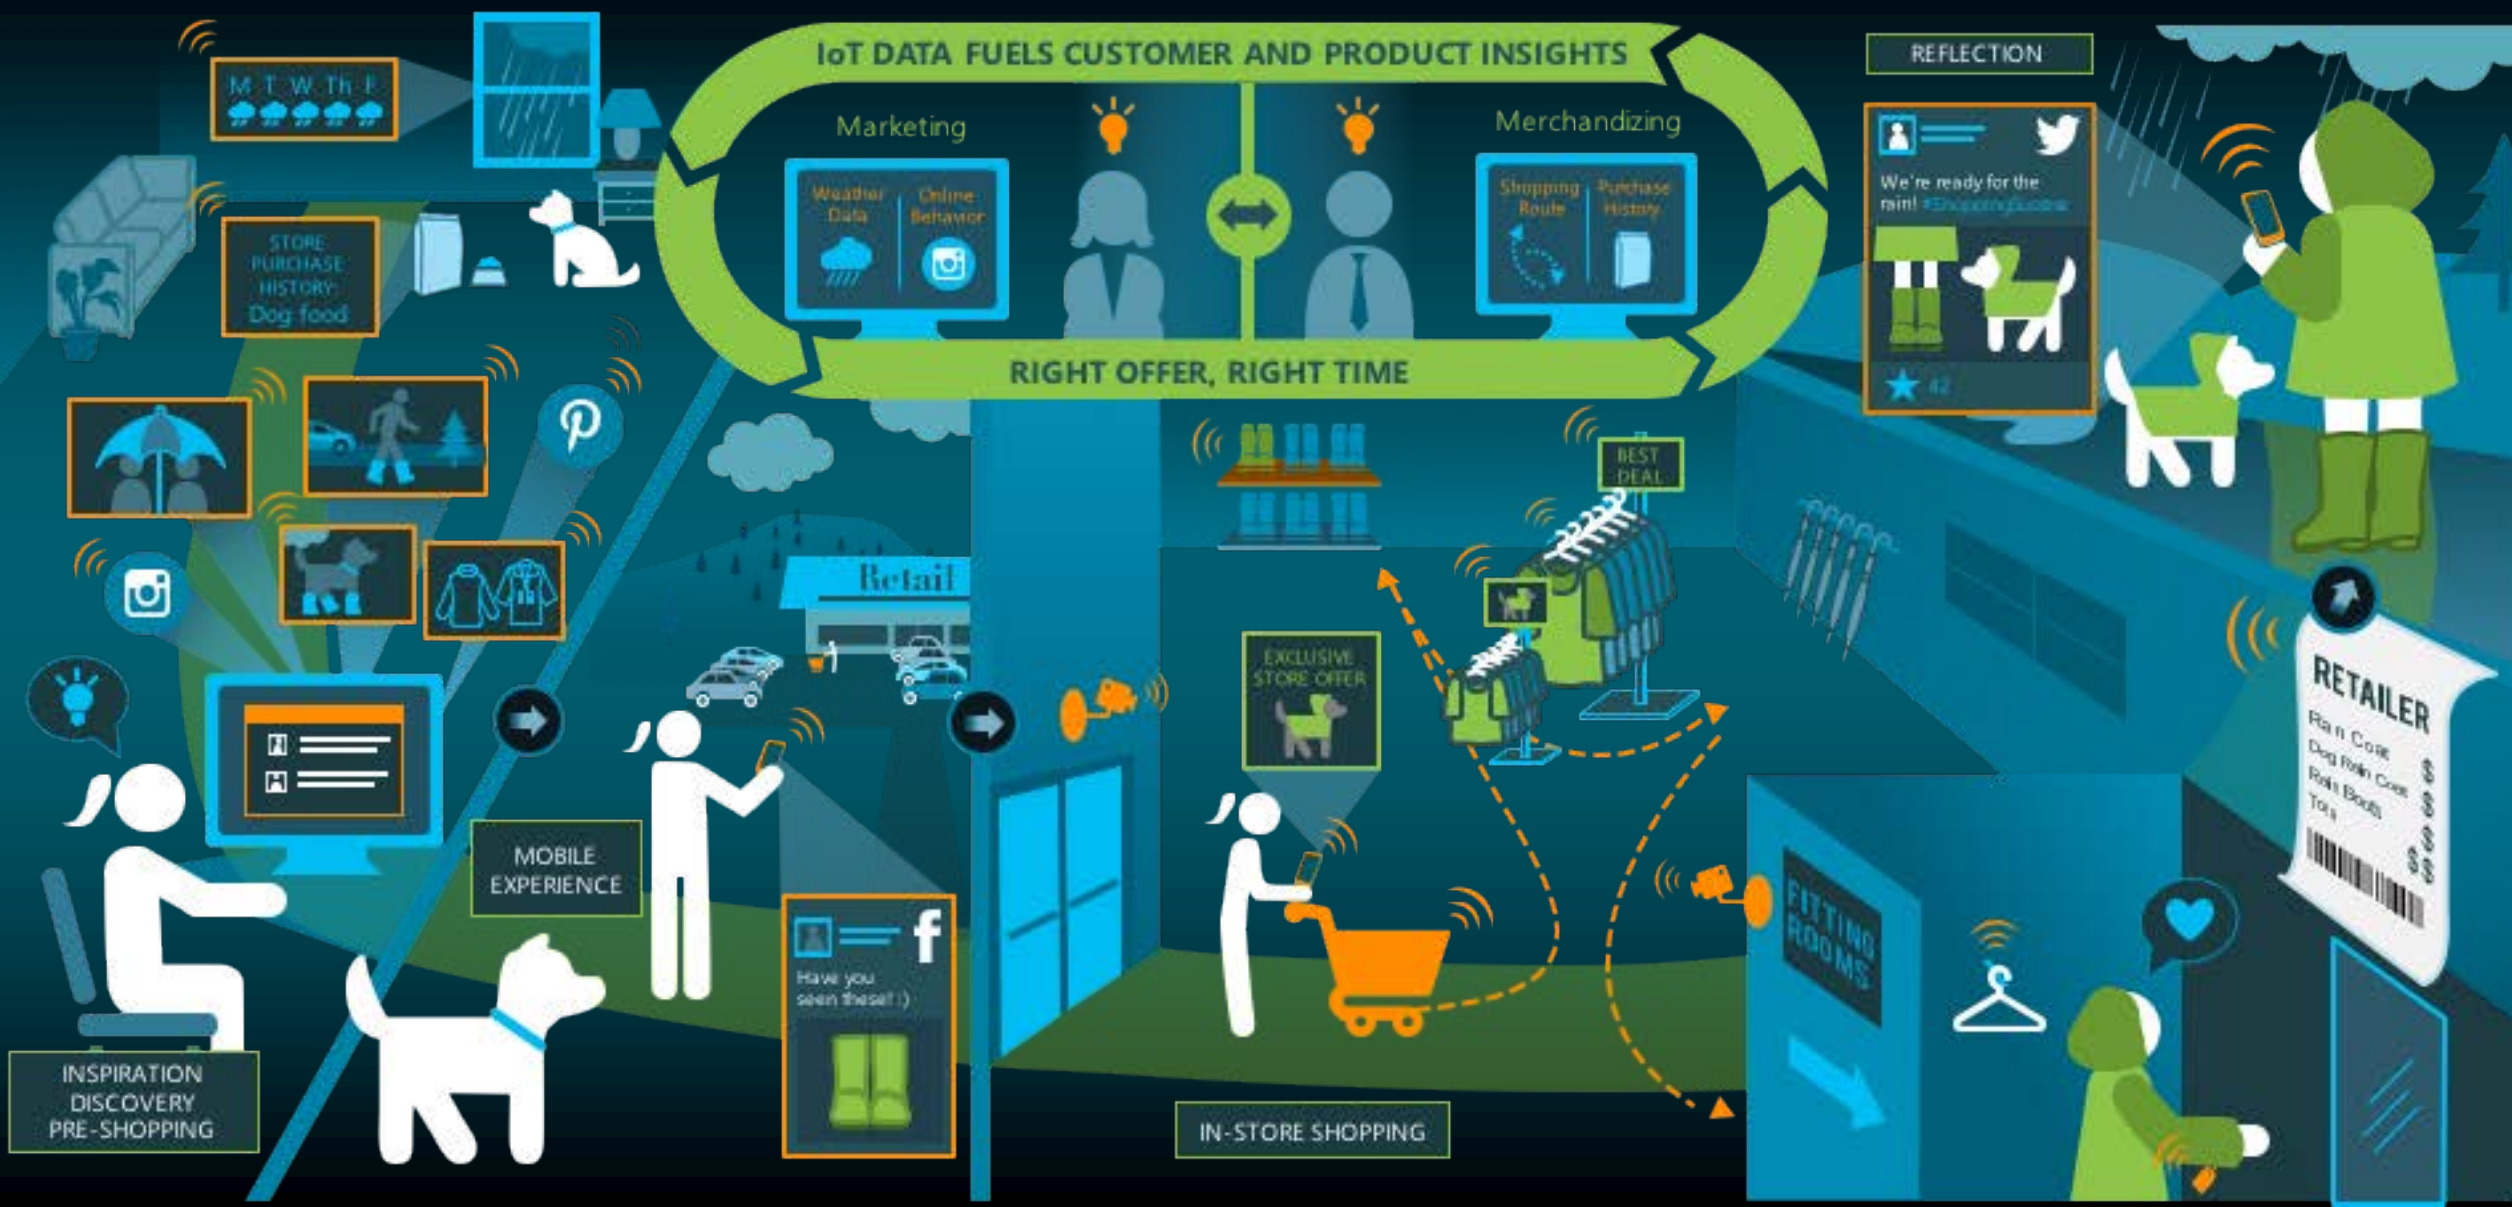 IoT DATA FUELS CUSTOMER AND PRODUCT INSIGHTS
REFLECTION
M T W Th F
Marketing
Merchandizing
Weather
Data
Online
Behavior
Shopping
Route
Purchase
History
We're ready for the
rain! #ShoppingSuccess
42
STORE
PURCHASE
HISTORY:
Dog food
RIGHT OFFER, RIGHT TIME
BEST
DEAL
Retail
EXCLUSIVE
STORE OFFER
RETAILER
Rain Coat
Dog Rain Coat
Rain Boots
MOBILE
EXPERIENCE
f
Have you
seen these!! :)
FITTING
ROOMS
INSPIRATION
DISCOVERY
PRE-SHOPPING
IN-STORE SHOPPING